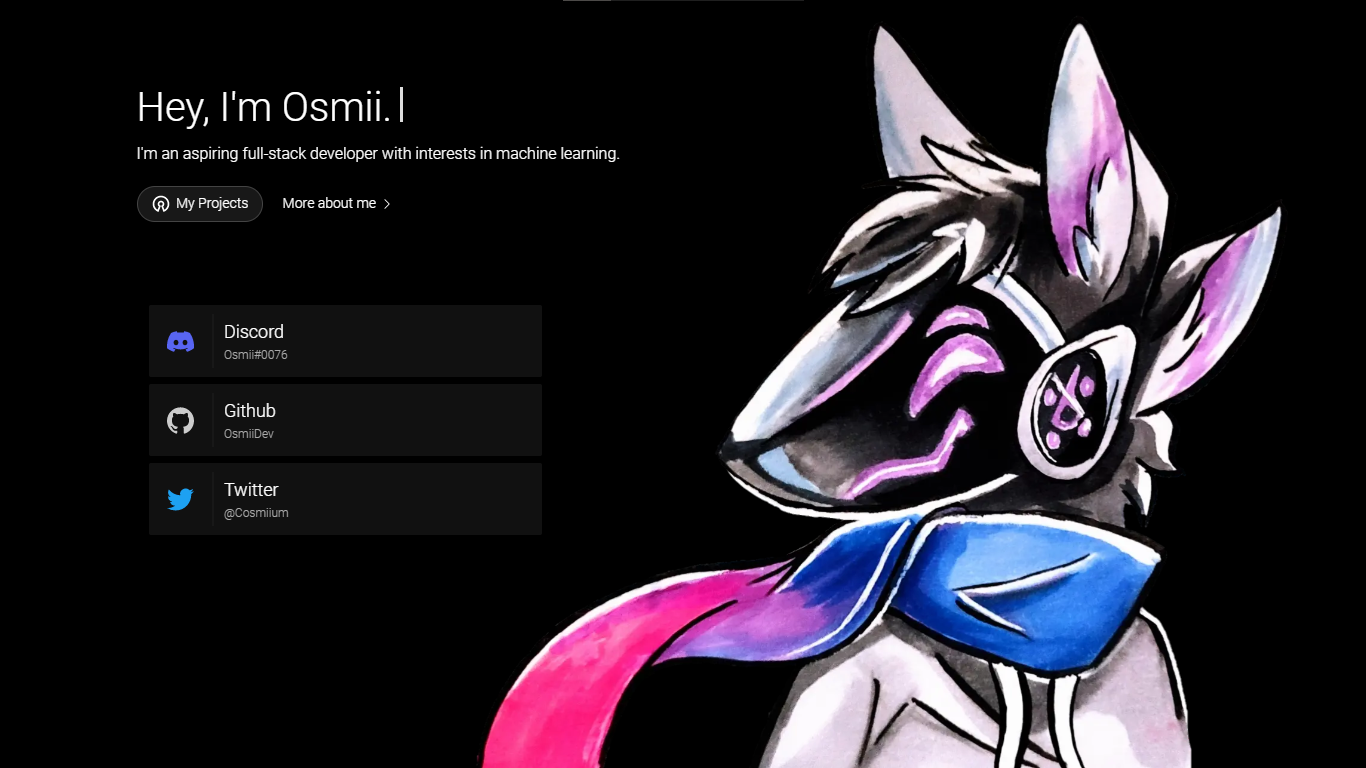 Hey, I'm Osmii.
I'm an aspiring full-stack developer with interests in machine learning.
My Projects
More about me
Discord
Osmii#0076
Github
OsmiiDev
Twitter
@Cosmiium